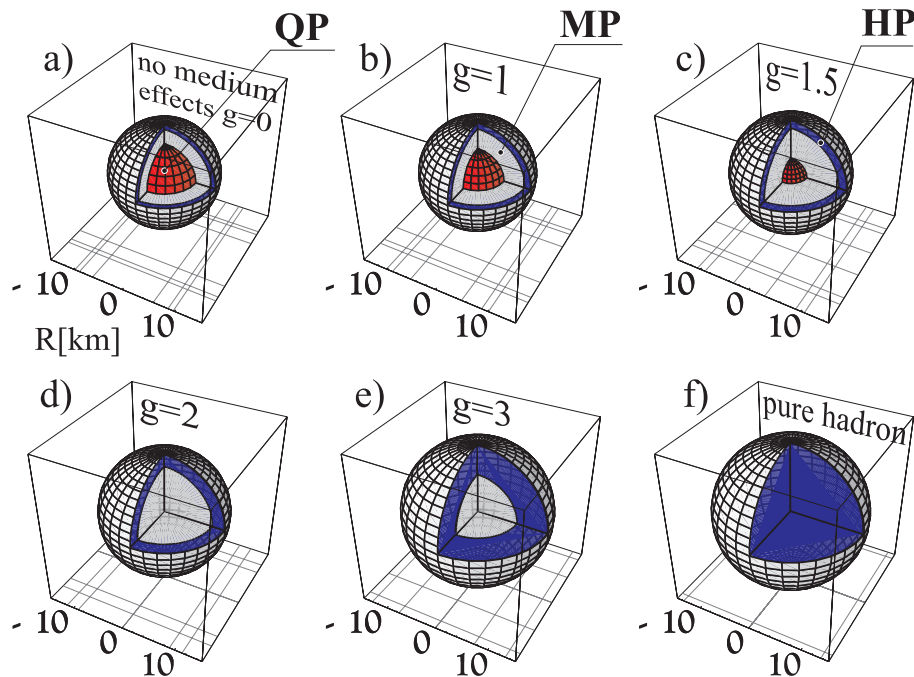 QP
MP
HP
a)
no medium
effects g=0
b)
g=1
c)
g=1.5
- 10
0
10
- 10
0
10
- 10
0
10
R[km]
d)
g=2
e)
g=3
f)
pure hadron
- 10
0
10
- 10
0
10
- 10
0
10